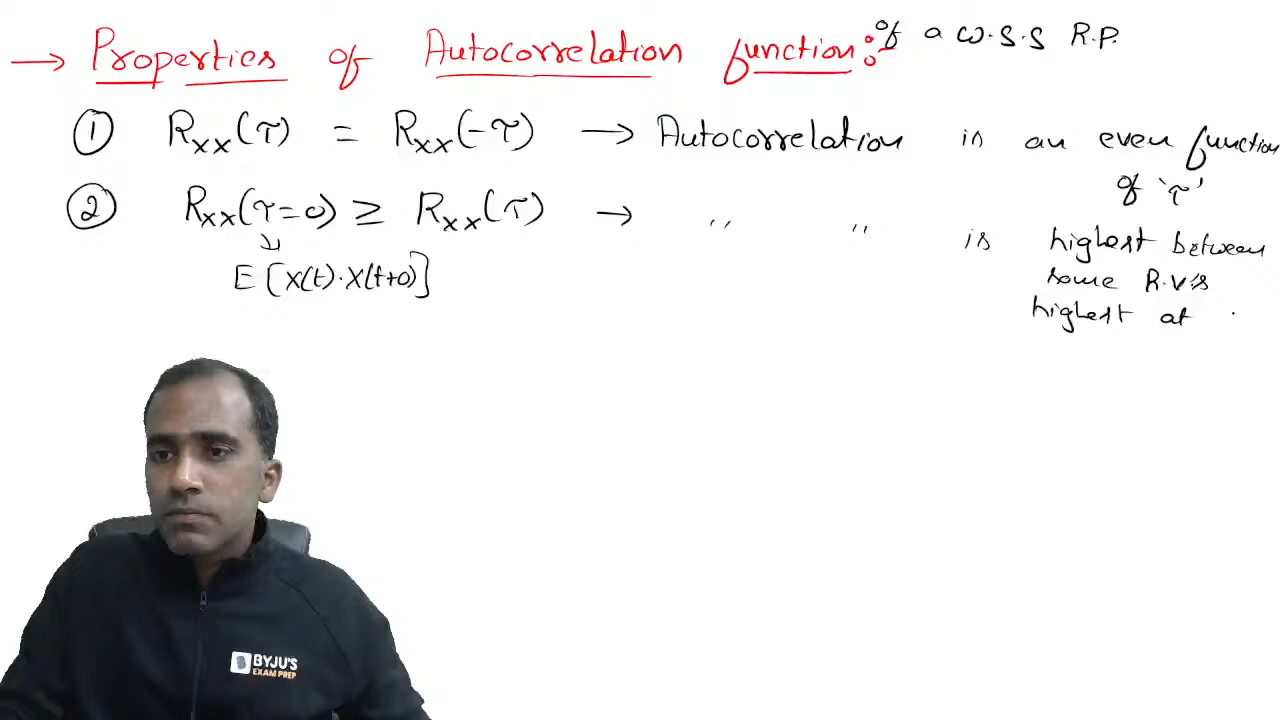 → Properties of Autocorrelation function: of a W.S.S R.P.
① Rxx(τ) = Rxx(-τ) → Autocorrelation is an even function
of 'τ'
② Rxx(τ=0) ≥ Rxx(τ) → " " is highest between
E[X(t)·X(t+0)] same R.V's
highest at
BYJU'S
EXAM PREP